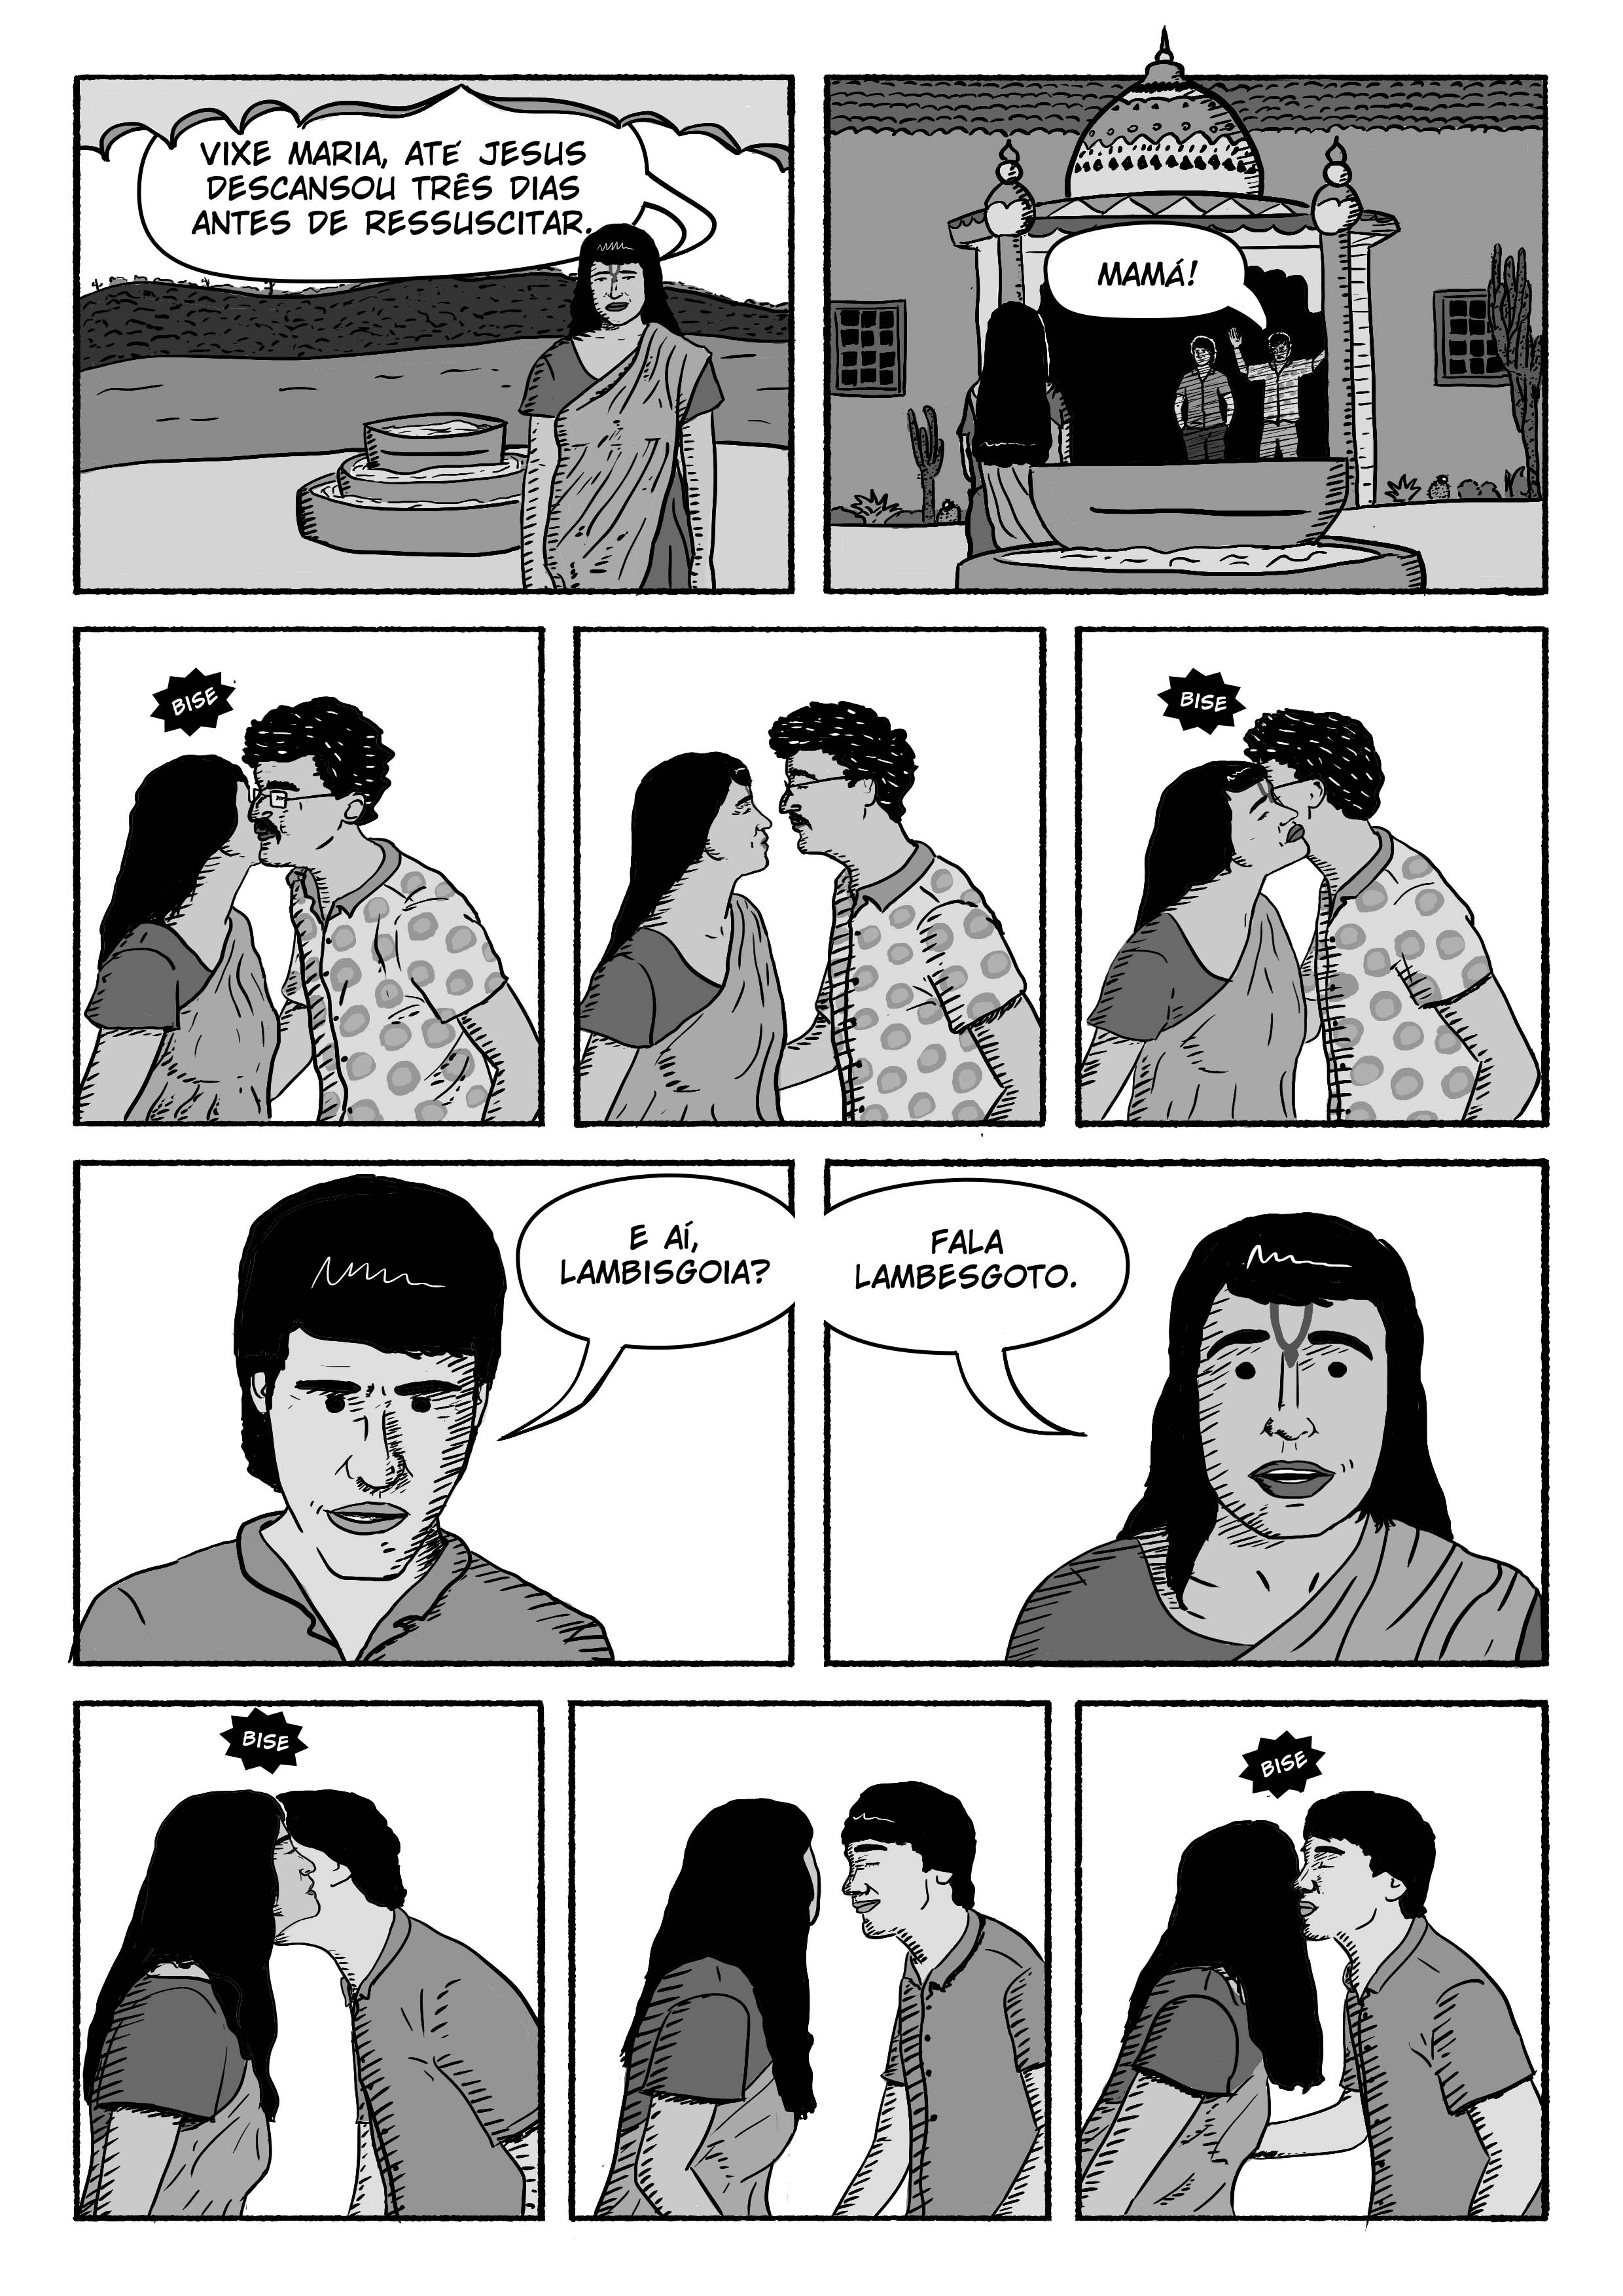 VIXE MARIA, ATÉ JESUS
DESCANSOU TRÊS DIAS
ANTES DE RESSUSCITAR.
MAMÁ!
BISE
BISE
E AÍ,
LAMBISGOIA?
FALA
LAMBESGOTO.
BISE
BISE